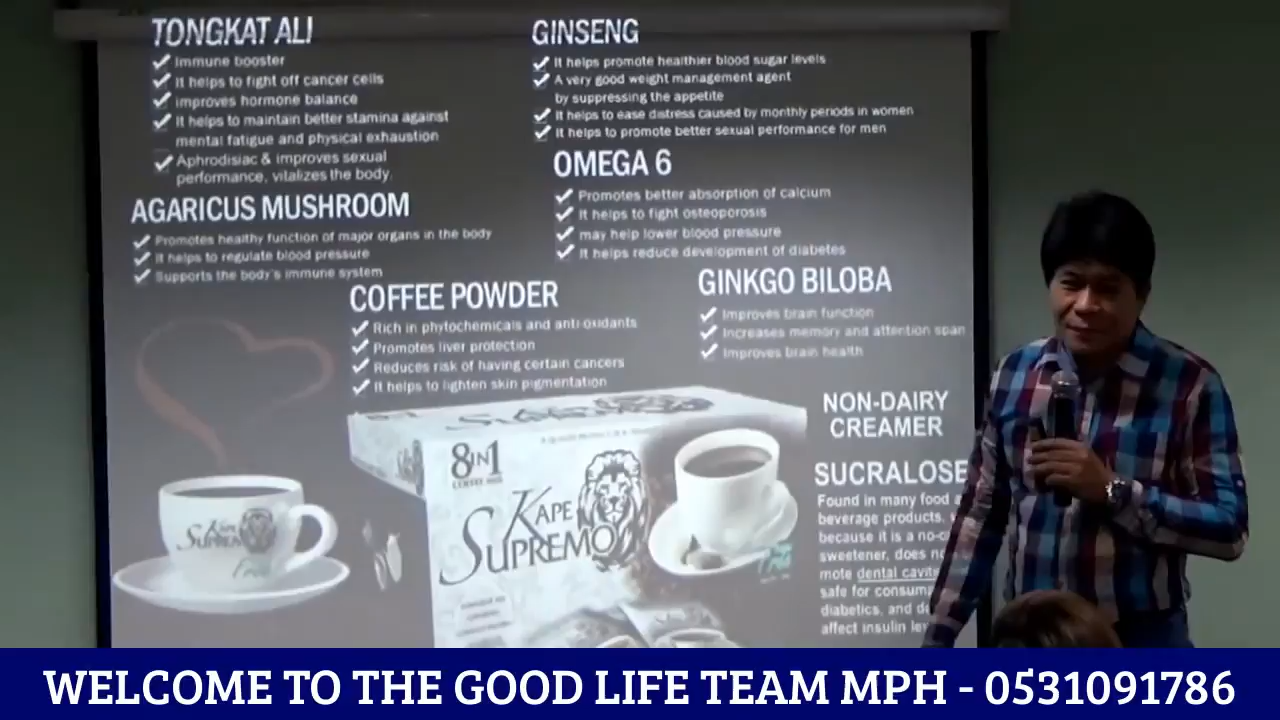 TONGKAT ALI
Immune booster
It helps to fight off cancer cells
improves hormone balance
It helps to maintain better stamina against
mental fatigue and physical exhaustion
Aphrodisiac & improves sexual
performance, vitalizes the body.
GINSENG
It helps promote healthier blood sugar levels
A very good weight management agent
by suppressing the appetite
It helps to ease distress caused by monthly periods in women
It helps to promote better sexual performance for men
OMEGA 6
Promotes better absorption of calcium
It helps to fight osteoporosis
may help lower blood pressure
It helps reduce development of diabetes
AGARICUS MUSHROOM
Promotes healthy function of major organs in the body
It helps to regulate blood pressure
Supports the body's immune system
COFFEE POWDER
Rich in phytochemicals and anti oxidants
Promotes liver protection
Reduces risk of having certain cancers
It helps to lighten skin pigmentation
GINKGO BILOBA
Improves brain function
Increases memory and attention span
Improves brain health
NON-DAIRY
CREAMER
SUCRALOSE
Found in many food
beverage products,
because it is a
sweetener, does
mote dental
safe for
diabetics, and
affect insulin
8 IN 1
COFFEE MIX
KAPE
SUPREMO
KAPE
SUPREMO
WELCOME TO THE GOOD LIFE TEAM MPH - 0531091786